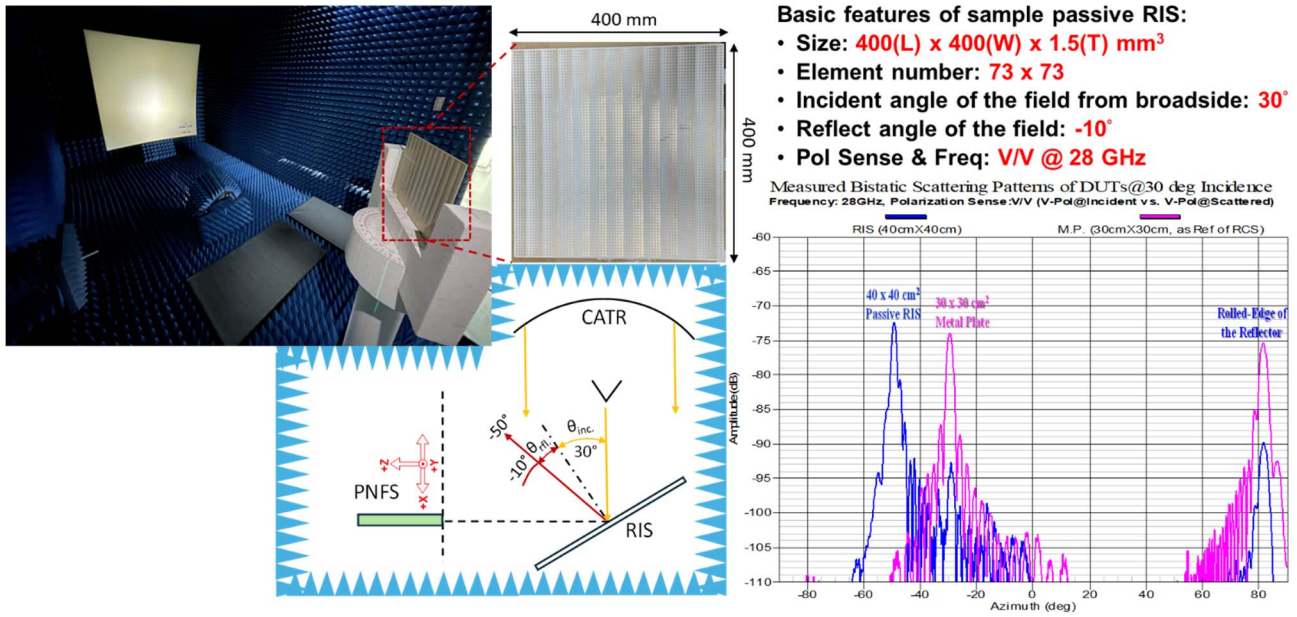 400 mm
400 mm
Basic features of sample passive RIS:
• Size: 400(L) x 400(W) x 1.5(T) mm³
• Element number: 73 x 73
• Incident angle of the field from broadside: 30°
• Reflect angle of the field: -10°
• Pol Sense & Freq: V/V @ 28 GHz
CATR
-50°
θinc.
30°
-10° θrfl.
+Z
+Y
+X
PNFS
RIS
Measured Bistatic Scattering Patterns of DUTs@30 deg Incidence
Frequency: 28GHz, Polarization Sense:V/V (V-Pol@Incident vs. V-Pol@Scattered)
RIS (40cmX40cm)
M.P. (30cmX30cm, as Ref of RCS)
40 x 40 cm²
Passive RIS
30 x 30 cm²
Metal Plate
Rolled-Edge of
the Reflector
Amplitude(dB)
-60
-65
-70
-75
-80
-85
-90
-95
-100
-105
-110
-80 -60 -40 -20 0 20 40 60 80
Azimuth (deg)